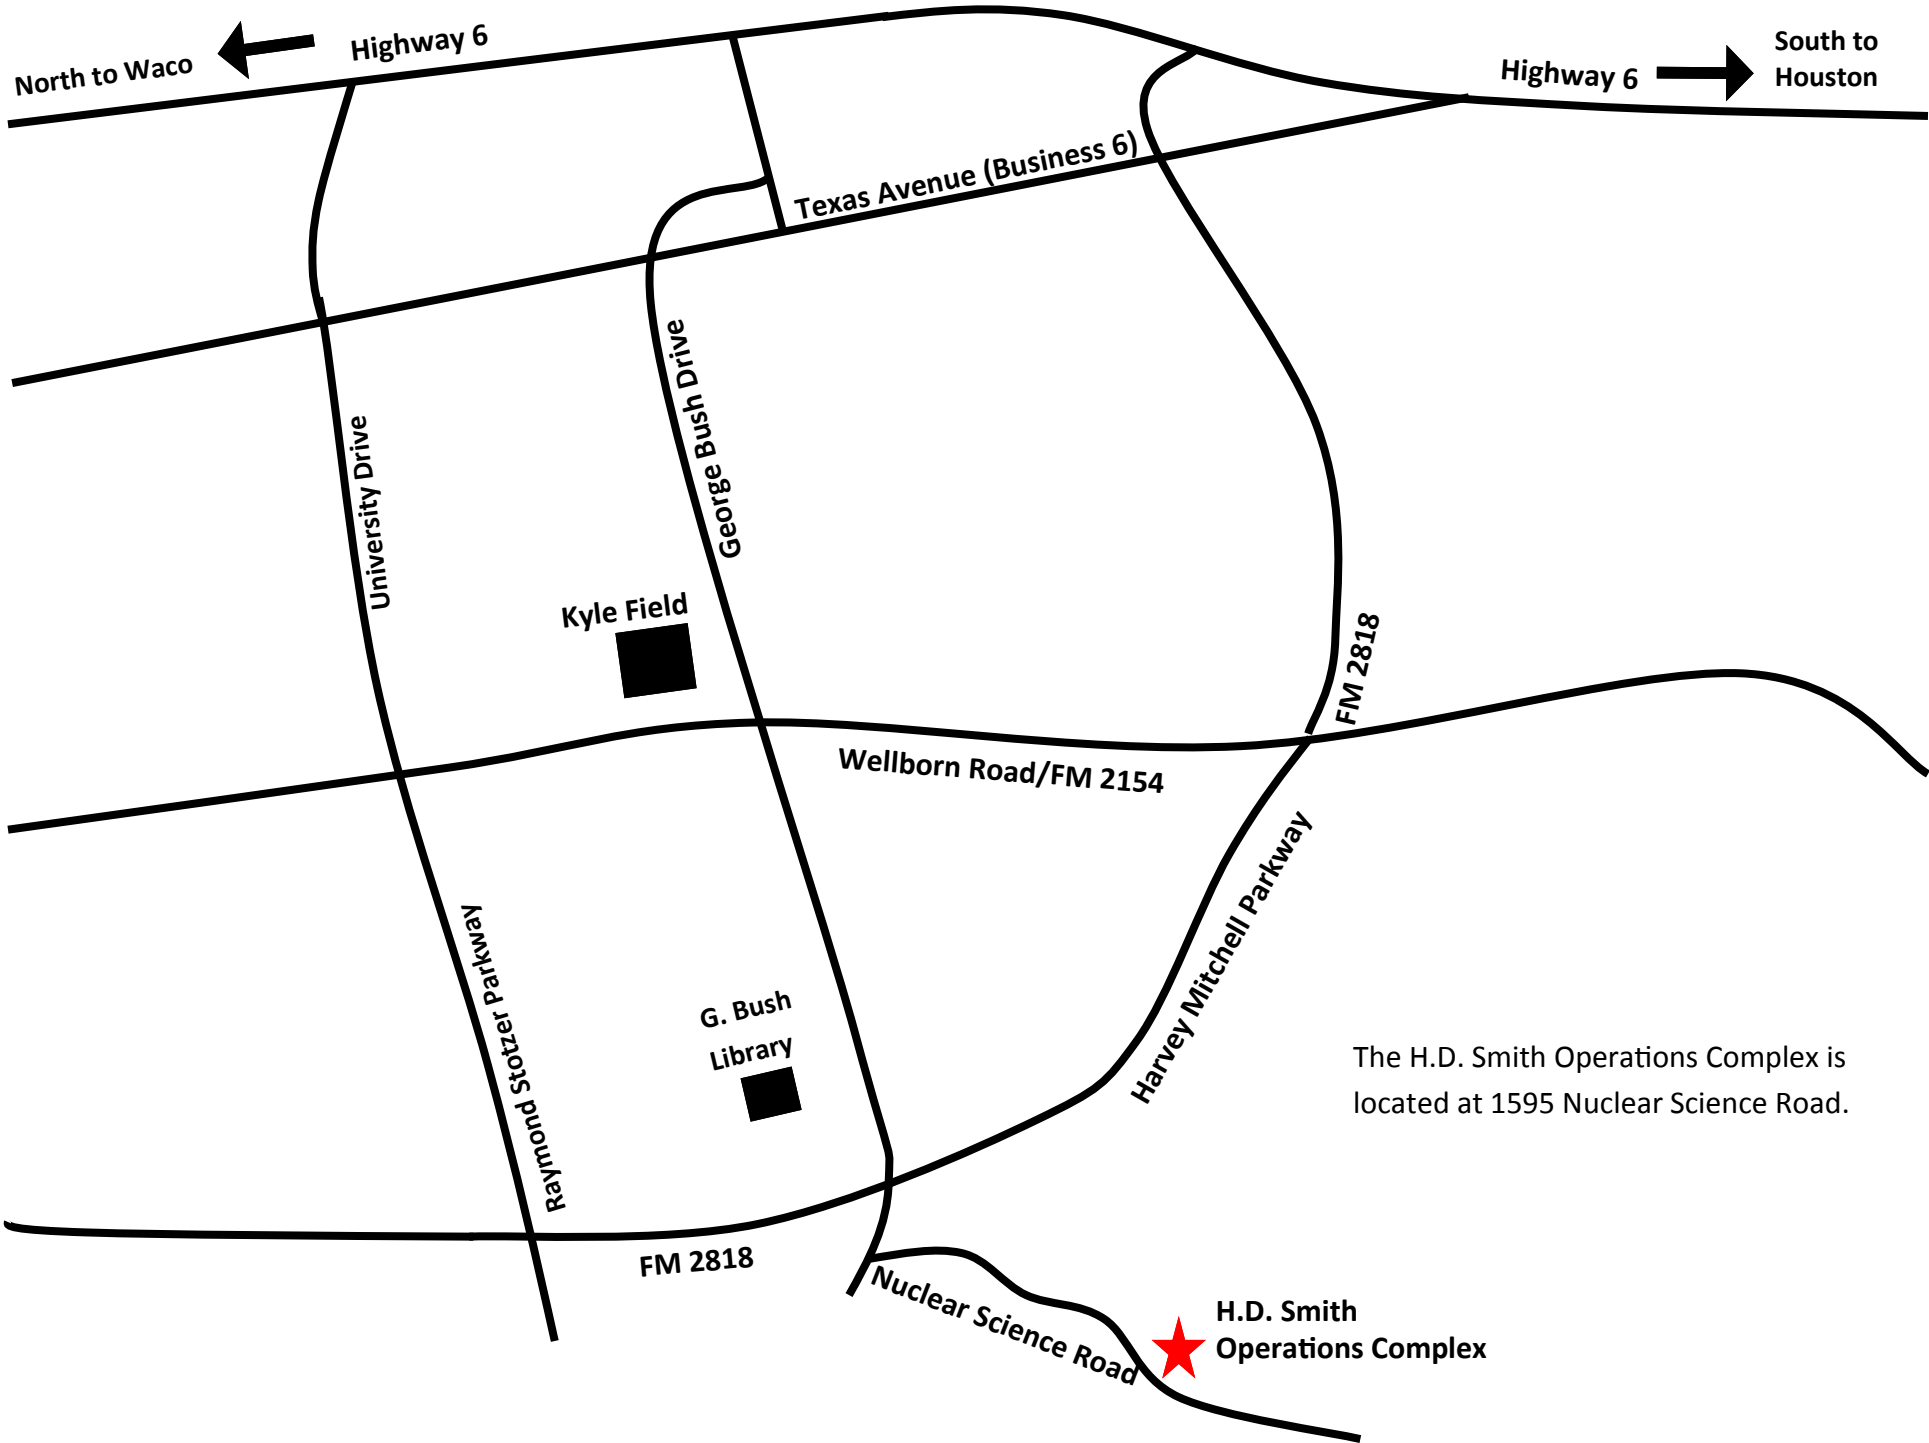 North to Waco
Highway 6
Highway 6
South to
Houston
Texas Avenue (Business 6)
University Drive
George Bush Drive
Kyle Field
FM 2818
Wellborn Road/FM 2154
Harvey Mitchell Parkway
Raymond Stotzer Parkway
G. Bush
Library
The H.D. Smith Operations Complex is
located at 1595 Nuclear Science Road.
FM 2818
Nuclear Science Road
H.D. Smith
Operations Complex